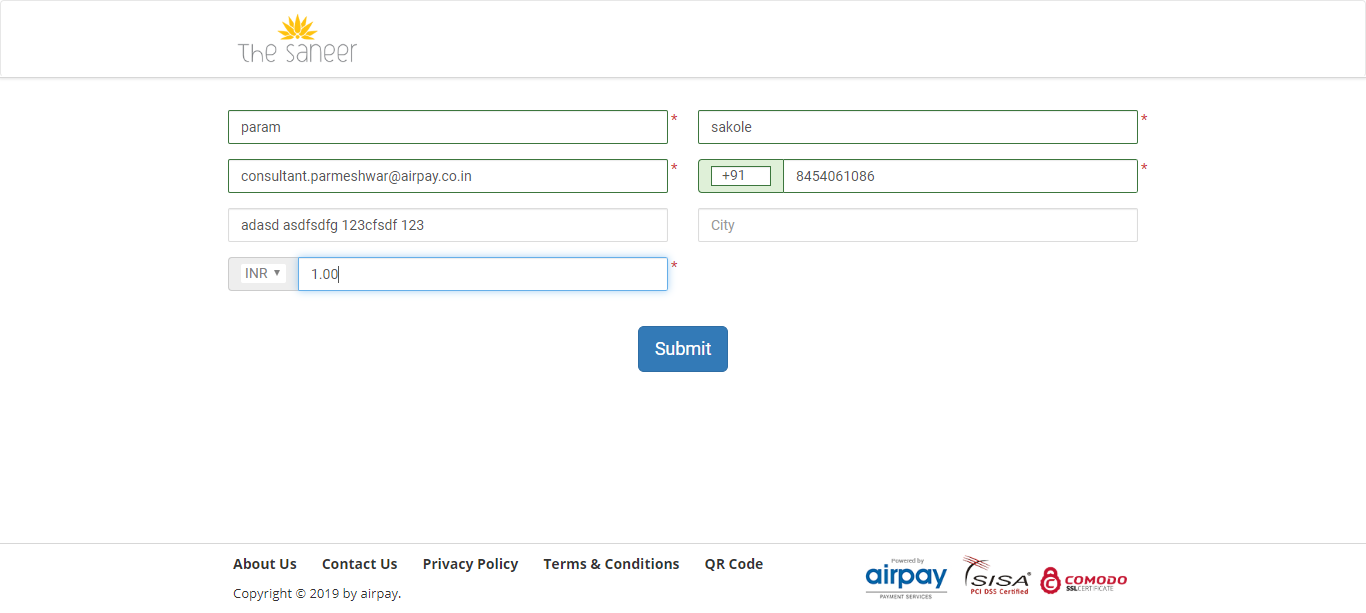 The saneer
param * sakole *
consultant.parmeshwar@airpay.co.in * +91 8454061086 *
adasd asdfsdfg 123cfsdf 123 City
INR ▼ 1.00 *
Submit
About Us Contact Us Privacy Policy Terms & Conditions QR Code
Copyright © 2019 by airpay.
Powered by
airpay
PAYMENT SERVICES
SISA
PCI DSS Certified
COMODO
SSL CERTIFICATE